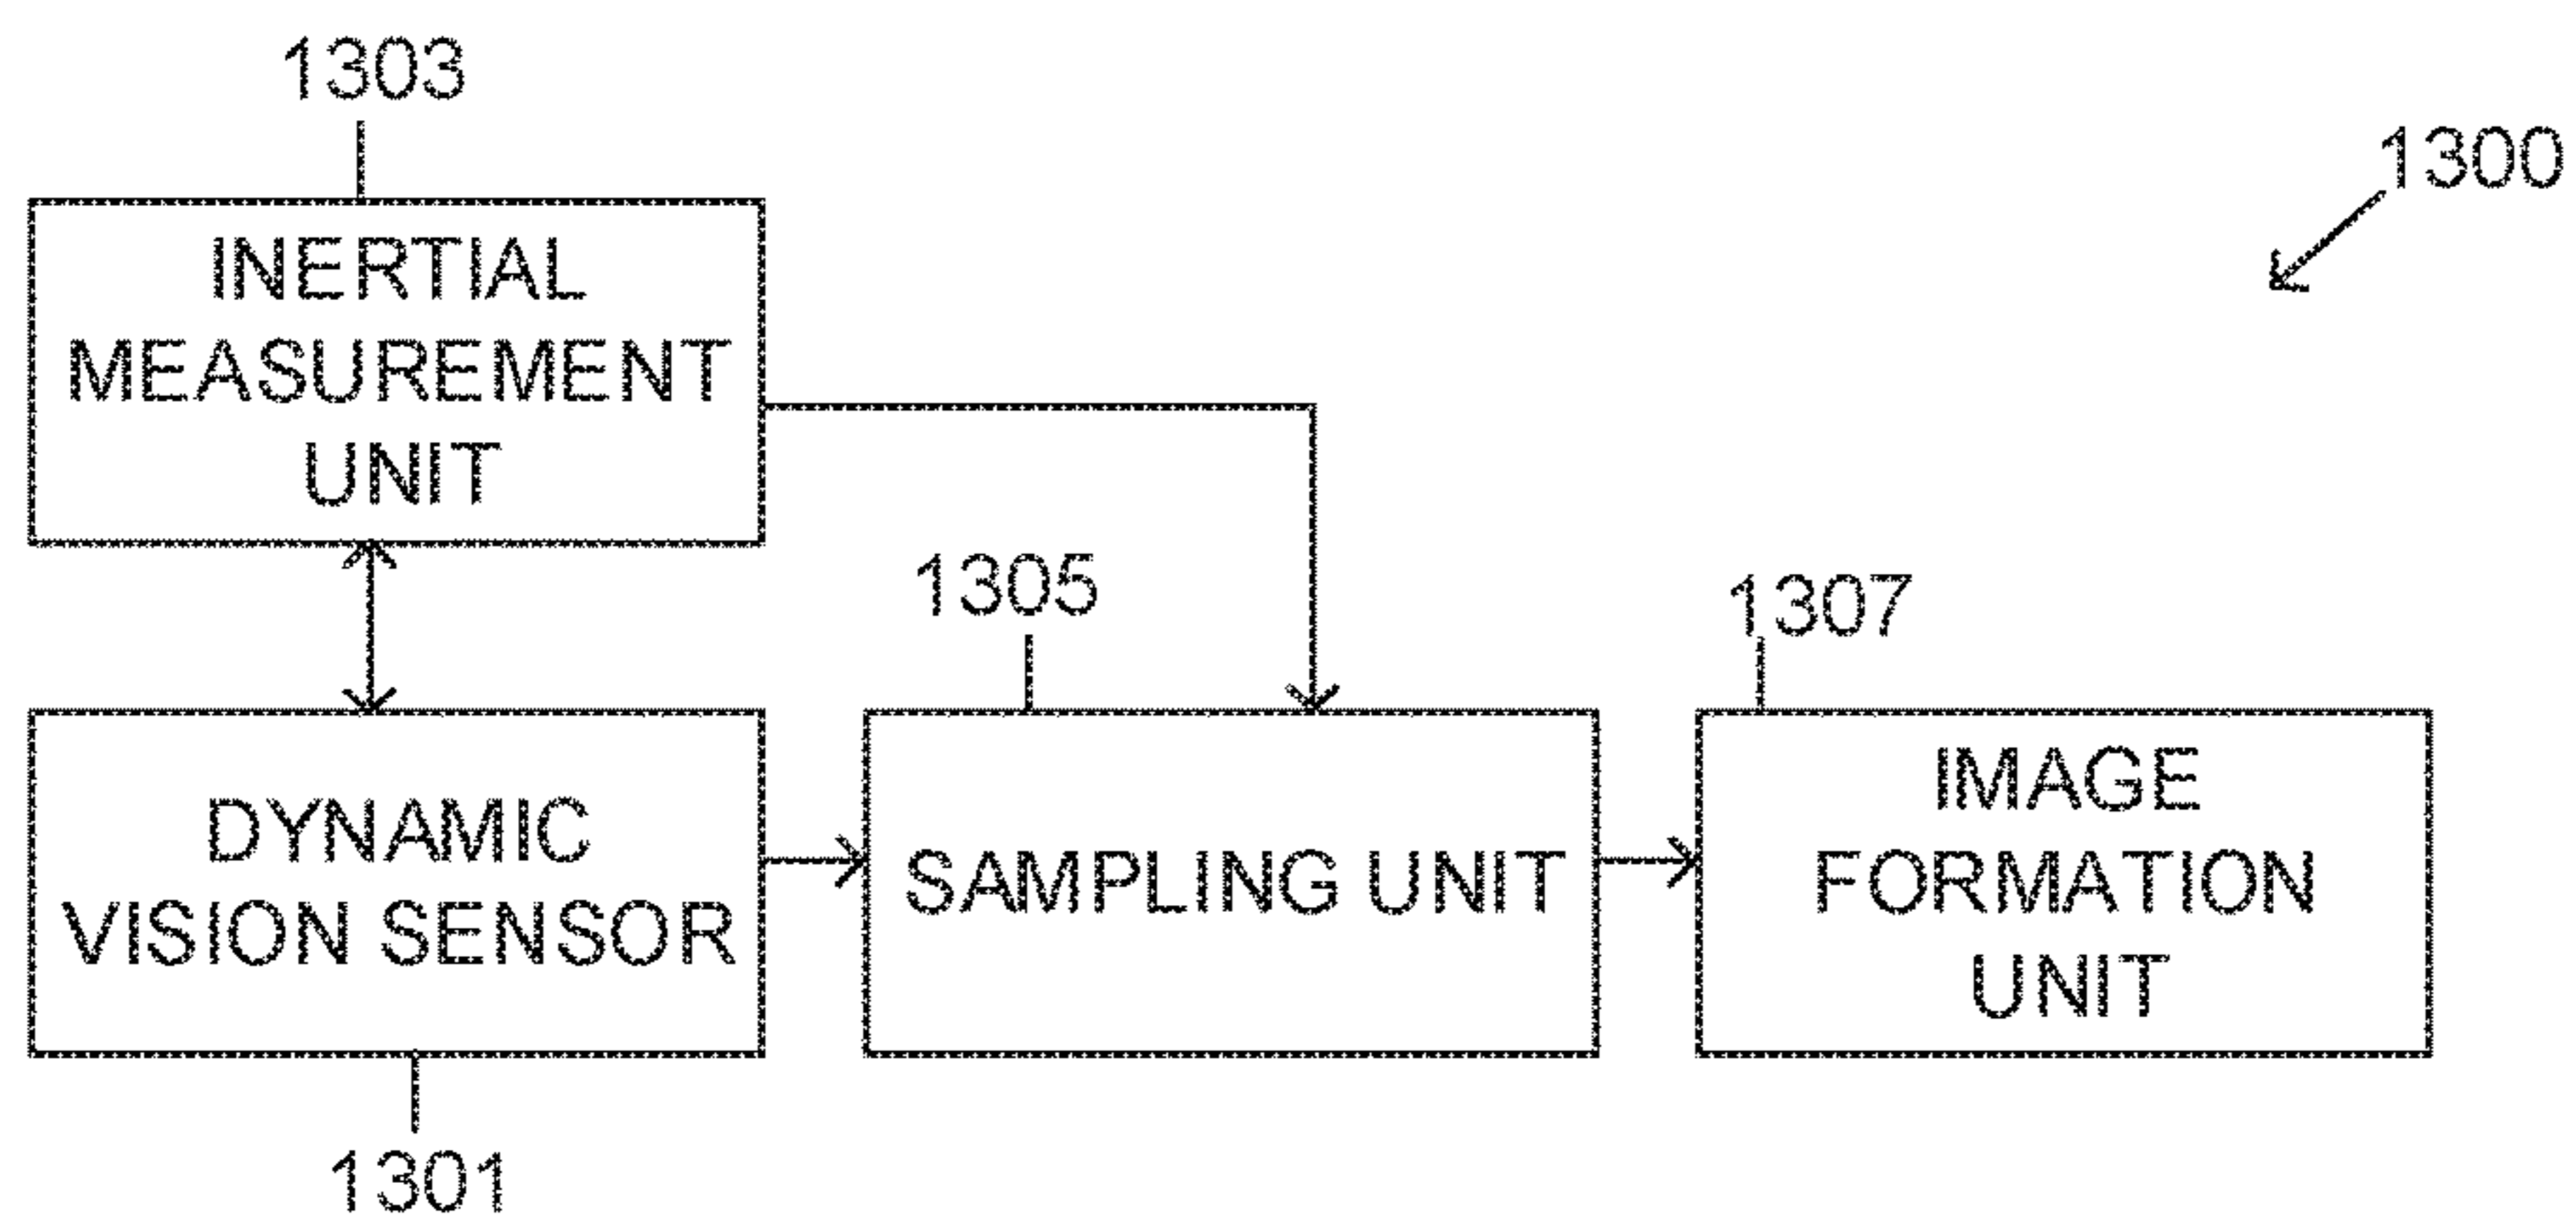 1303
1300
INERTIAL
MEASUREMENT
UNIT
1305
1307
DYNAMIC
VISION SENSOR
SAMPLING UNIT
IMAGE
FORMATION
UNIT
1301